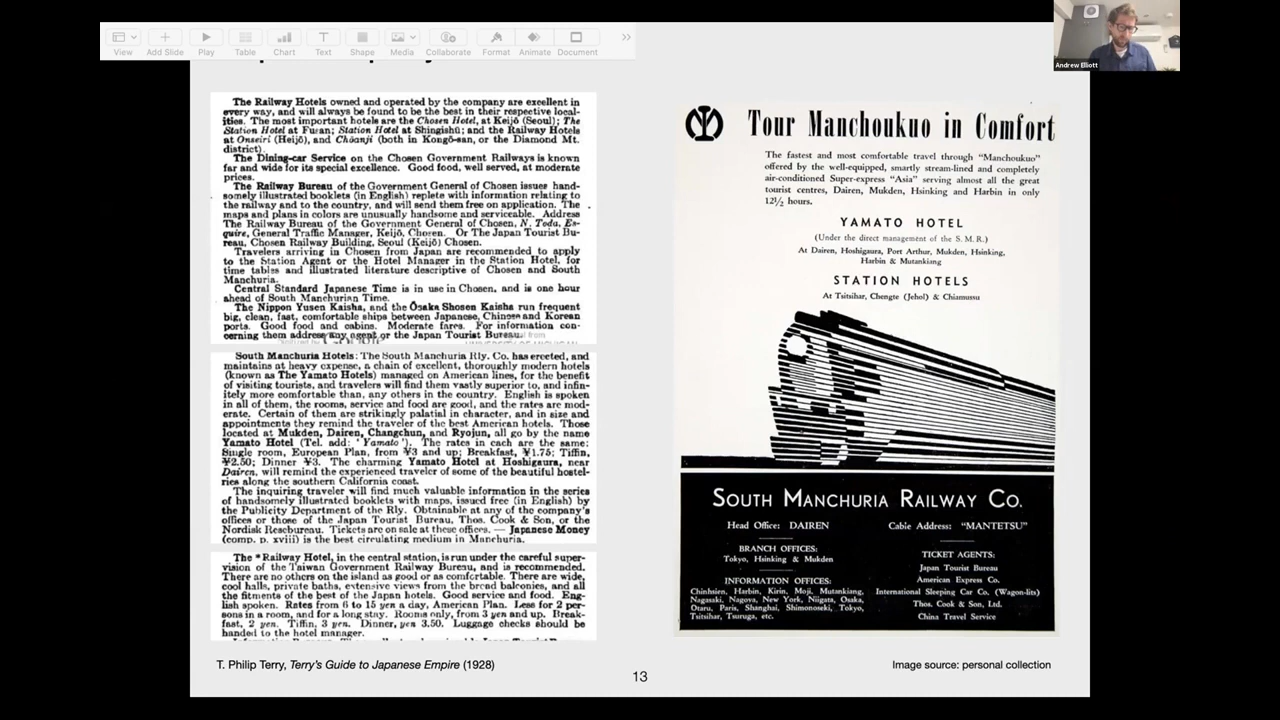 View
Add Slide
Play
Table
Chart
Text
Shape
Media
Collaborate
Format
Animate
Document
Andrew Elliott
The Railway Hotels owned and operated by the company are excellent in
every way, and will always be found to be the best in their respective local-
ities. The most important hotels are the Chosen Hotel, at Keijō (Seoul); The
Station Hotel at Fusan; Station Hotel at Shingishū; and the Railway Hotels
at Onseiri (Heijō), and Chōanji (both in Kongō-san, or the Diamond Mt.
district).
The Dining-car Service on the Chosen Government Railways is known
far and wide for its special excellence. Good food, well served, at moderate
prices.
The Railway Bureau of the Government General of Chosen issues hand-
somely illustrated booklets (in English) replete with information relating to
the railway and to the country, and will send them free on application. The
maps and plans in colors are unusually handsome and serviceable. Address
The Railway Bureau of the Government General of Chosen, N. Toda, Es-
quire, General Traffic Manager, Keijō, Chosen. Or The Japan Tourist Bu-
reau, Chosen Railway Building, Seoul (Keijō) Chosen.
Travelers arriving in Chosen from Japan are recommended to apply
to the Station Agent or the Hotel Manager in the Station Hotel, for
time tables and illustrated literature descriptive of Chosen and South
Manchuria.
Central Standard Japanese Time is in use in Chosen, and is one hour
ahead of South Manchurian Time.
The Nippon Yusen Kaisha, and the Ōsaka Shosen Kaisha run frequent
big, clean, fast, comfortable ships between Japanese, Chinese and Korean
ports. Good food and cabins. Moderate fares. For information con-
cerning them address any agent or the Japan Tourist Bureau.
South Manchuria Hotels: The South Manchuria Rly. Co. has erected, and
maintains at heavy expense, a chain of excellent, thoroughly modern hotels
(known as The Yamato Hotels) managed on American lines, for the benefit
of visiting tourists, and travelers will find them vastly superior to, and infin-
itely more comfortable than, any others in the country. English is spoken
in all of them, the rooms, service and food are good, and the rates are mod-
erate. Certain of them are strikingly palatial in character, and in size and
appointments they remind the traveler of the best American hotels. Those
located at Mukden, Dairen, Changchun, and Ryojun, all go by the name
Yamato Hotel (Tel. add: 'Yamato'). The rates in each are the same:
Single room, European Plan, from ¥3 and up; Breakfast, ¥1.75; Tiffin,
¥2.50; Dinner ¥3. The charming Yamato Hotel at Hoshigaura, near
Dairen, will remind the experienced traveler of some of the beautiful hostel-
ries along the southern California coast.
The inquiring traveler will find much valuable information in the series
of handsomely illustrated booklets with maps, issued free (in English) by
the Publicity Department of the Rly. Obtainable at any of the company's
offices or those of the Japan Tourist Bureau, Thos. Cook & Son, or the
Nordisk Resebureau. Tickets are on sale at these offices. — Japanese Money
(comp. p. xviii) is the best circulating medium in Manchuria.
The *Railway Hotel, in the central station, is run under the careful super-
vision of the Taiwan Government Railway Bureau, and is recommended.
There are no others on the island as good or as comfortable. There are wide,
cool halls, private baths, extensive views from the broad balconies, and all
the fitments of the best of the Japan hotels. Good service and food. Eng-
lish spoken. Rates from 6 to 15 yen a day, American Plan. Less for 2 per-
sons in a room, and for a long stay. Rooms only, from 3 yen and up. Break-
fast, 2 yen. Tiffin, 3 yen. Dinner, yen 3.50. Luggage checks should be
handed to the hotel manager.
T. Philip Terry, Terry's Guide to Japanese Empire (1928)
Tour Manchoukuo in Comfort
The fastest and most comfortable travel through "Manchoukuo"
offered by the well-equipped, smartly stream-lined and completely
air-conditioned Super-express "Asia" serving almost all the great
tourist centres, Dairen, Mukden, Hsinking and Harbin in only
12½ hours.
YAMATO HOTEL
(Under the direct management of the S.M.R.)
At Dairen, Hoshigaura, Port Arthur, Mukden, Hsinking,
Harbin & Mutankiang
STATION HOTELS
At Tsitsihar, Chengte (Jehol) & Chiamussu
SOUTH MANCHURIA RAILWAY CO.
Head Office: DAIREN
Cable Address: "MANTETSU"
BRANCH OFFICES:
Tokyo, Hsinking & Mukden
INFORMATION OFFICES:
Chinhsien, Harbin, Kirin, Moji, Mutankiang,
Nagasaki, Nagoya, New York, Niigata, Osaka,
Otaru, Paris, Shanghai, Shimonoseki, Tokyo,
Tsitsihar, Tsuruga, etc.
TICKET AGENTS:
Japan Tourist Bureau
American Express Co.
International Sleeping Car Co. (Wagon-lits)
Thos. Cook & Son, Ltd.
China Travel Service
Image source: personal collection
13